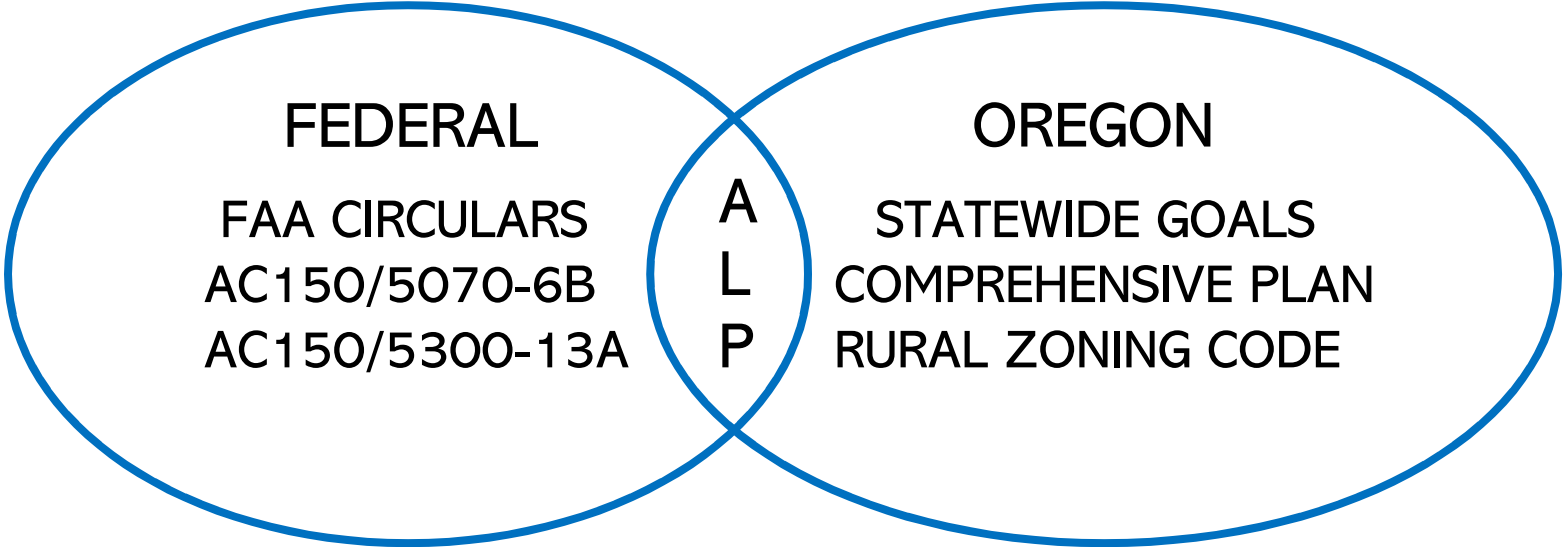 FEDERAL
FAA CIRCULARS
AC150/5070-6B
AC150/5300-13A
A
L
P
OREGON
STATEWIDE GOALS
COMPREHENSIVE PLAN
RURAL ZONING CODE